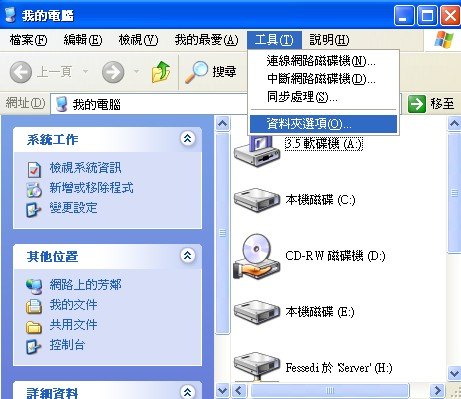 我的電腦
檔案(F) 編輯(E) 檢視(V) 我的最愛(A) 工具(T) 說明(H)
上一頁 搜尋
網址(D) 我的電腦 移至
連線網路磁碟機(N)...
中斷網路磁碟機(D)...
同步處理(S)...
資料夾選項(O)...
系統工作
檢視系統資訊
新增或移除程式
變更設定
其他位置
網路上的芳鄰
我的文件
共用文件
控制台
詳細資料
3.5 軟碟機 (A:)
本機磁碟 (C:)
CD-RW 磁碟機 (D:)
本機磁碟 (E:)
Fessedi 於 'Server' (H:)